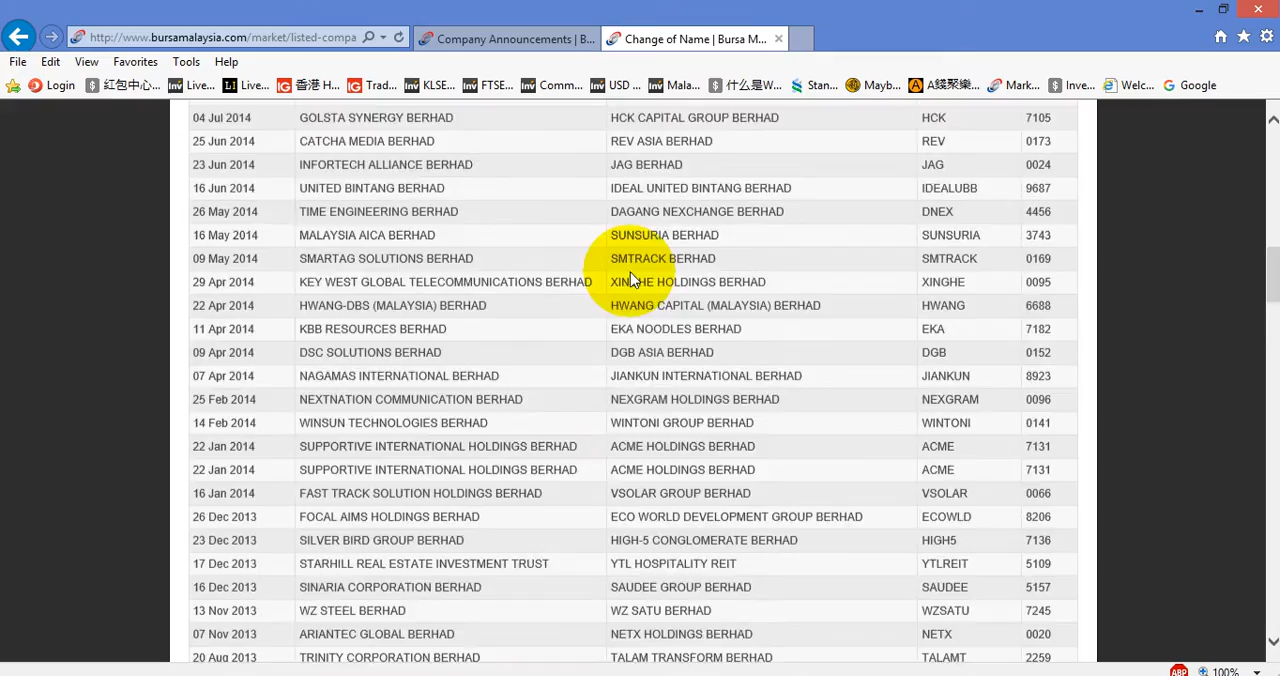 http://www.bursamalaysia.com/market/listed-compa
Company Announcements | B...
Change of Name | Bursa M...
File Edit View Favorites Tools Help
Login 红包中心... Live... Live... 香港 H... Trad... KLSE... FTSE... Comm... USD ... Mala... 什么是W... Stan... Mayb... A錢聚樂... Mark... Inve... Welc... Google
04 Jul 2014 GOLSTA SYNERGY BERHAD HCK CAPITAL GROUP BERHAD HCK 7105
25 Jun 2014 CATCHA MEDIA BERHAD REV ASIA BERHAD REV 0173
23 Jun 2014 INFORTECH ALLIANCE BERHAD JAG BERHAD JAG 0024
16 Jun 2014 UNITED BINTANG BERHAD IDEAL UNITED BINTANG BERHAD IDEALUBB 9687
26 May 2014 TIME ENGINEERING BERHAD DAGANG NEXCHANGE BERHAD DNEX 4456
16 May 2014 MALAYSIA AICA BERHAD SUNSURIA BERHAD SUNSURIA 3743
09 May 2014 SMARTAG SOLUTIONS BERHAD SMTRACK BERHAD SMTRACK 0169
29 Apr 2014 KEY WEST GLOBAL TELECOMMUNICATIONS BERHAD XINGHE HOLDINGS BERHAD XINGHE 0095
22 Apr 2014 HWANG-DBS (MALAYSIA) BERHAD HWANG CAPITAL (MALAYSIA) BERHAD HWANG 6688
11 Apr 2014 KBB RESOURCES BERHAD EKA NOODLES BERHAD EKA 7182
09 Apr 2014 DSC SOLUTIONS BERHAD DGB ASIA BERHAD DGB 0152
07 Apr 2014 NAGAMAS INTERNATIONAL BERHAD JIANKUN INTERNATIONAL BERHAD JIANKUN 8923
25 Feb 2014 NEXTNATION COMMUNICATION BERHAD NEXGRAM HOLDINGS BERHAD NEXGRAM 0096
14 Feb 2014 WINSUN TECHNOLOGIES BERHAD WINTONI GROUP BERHAD WINTONI 0141
22 Jan 2014 SUPPORTIVE INTERNATIONAL HOLDINGS BERHAD ACME HOLDINGS BERHAD ACME 7131
22 Jan 2014 SUPPORTIVE INTERNATIONAL HOLDINGS BERHAD ACME HOLDINGS BERHAD ACME 7131
16 Jan 2014 FAST TRACK SOLUTION HOLDINGS BERHAD VSOLAR GROUP BERHAD VSOLAR 0066
26 Dec 2013 FOCAL AIMS HOLDINGS BERHAD ECO WORLD DEVELOPMENT GROUP BERHAD ECOWLD 8206
23 Dec 2013 SILVER BIRD GROUP BERHAD HIGH-5 CONGLOMERATE BERHAD HIGH5 7136
17 Dec 2013 STARHILL REAL ESTATE INVESTMENT TRUST YTL HOSPITALITY REIT YTLREIT 5109
16 Dec 2013 SINARIA CORPORATION BERHAD SAUDEE GROUP BERHAD SAUDEE 5157
13 Nov 2013 WZ STEEL BERHAD WZ SATU BERHAD WZSATU 7245
07 Nov 2013 ARIANTEC GLOBAL BERHAD NETX HOLDINGS BERHAD NETX 0020
20 Aug 2013 TRINITY CORPORATION BERHAD TALAM TRANSFORM BERHAD TALAMT 2259
ABP 100%